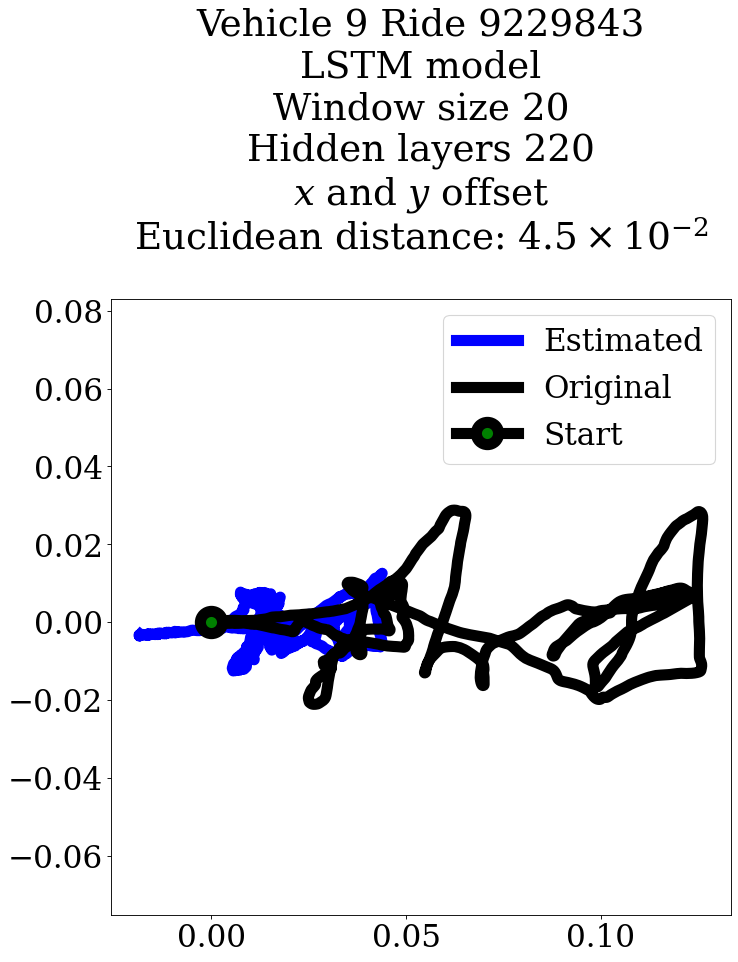 Vehicle 9 Ride 9229843
LSTM model
Window size 20
Hidden layers 220
x and y offset
Euclidean distance: 4.5 × 10⁻²
0.08
0.06
0.04
0.02
0.00
−0.02
−0.04
−0.06
Estimated
Original
Start
0.00 0.05 0.10